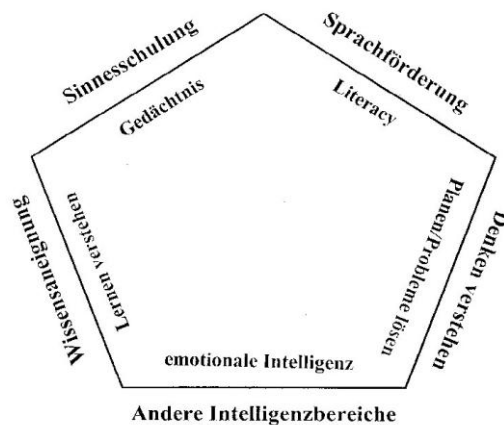 Sinnesschulung
Sprachförderung
Gedächtnis
Literacy
Wissensaneignung
Lernen verstehen
Planen/Probleme lösen
Denken verstehen
emotionale Intelligenz
Andere Intelligenzbereiche